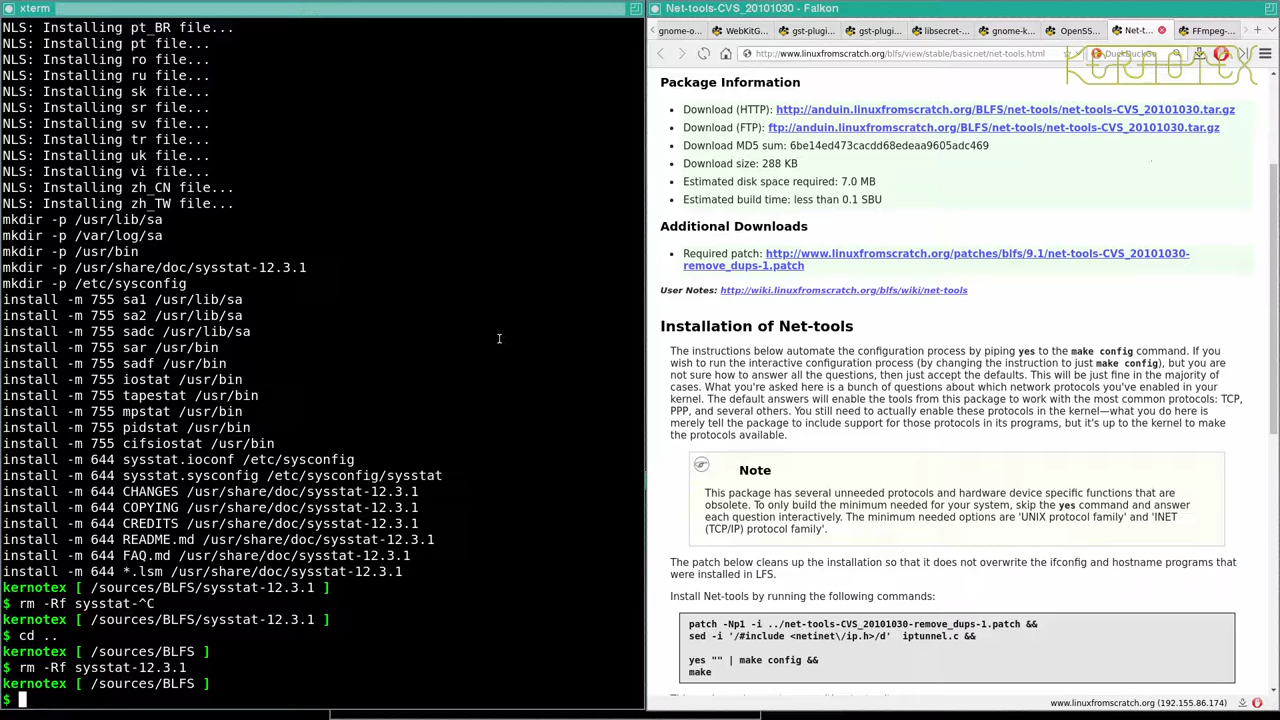 xterm
NLS: Installing pt_BR file...
NLS: Installing pt file...
NLS: Installing ro file...
NLS: Installing ru file...
NLS: Installing sk file...
NLS: Installing sr file...
NLS: Installing sv file...
NLS: Installing tr file...
NLS: Installing uk file...
NLS: Installing vi file...
NLS: Installing zh_CN file...
NLS: Installing zh_TW file...
mkdir -p /usr/lib/sa
mkdir -p /var/log/sa
mkdir -p /usr/bin
mkdir -p /usr/share/doc/sysstat-12.3.1
mkdir -p /etc/sysconfig
install -m 755 sa1 /usr/lib/sa
install -m 755 sa2 /usr/lib/sa
install -m 755 sadc /usr/lib/sa
install -m 755 sar /usr/bin
install -m 755 sadf /usr/bin
install -m 755 iostat /usr/bin
install -m 755 tapestat /usr/bin
install -m 755 mpstat /usr/bin
install -m 755 pidstat /usr/bin
install -m 755 cifsiostat /usr/bin
install -m 644 sysstat.ioconf /etc/sysconfig
install -m 644 sysstat.sysconfig /etc/sysconfig/sysstat
install -m 644 CHANGES /usr/share/doc/sysstat-12.3.1
install -m 644 COPYING /usr/share/doc/sysstat-12.3.1
install -m 644 CREDITS /usr/share/doc/sysstat-12.3.1
install -m 644 README.md /usr/share/doc/sysstat-12.3.1
install -m 644 FAQ.md /usr/share/doc/sysstat-12.3.1
install -m 644 *.lsm /usr/share/doc/sysstat-12.3.1
kernotex [ /sources/BLFS/sysstat-12.3.1 ]
$ rm -Rf sysstat-^C
kernotex [ /sources/BLFS/sysstat-12.3.1 ]
$ cd ..
kernotex [ /sources/BLFS ]
$ rm -Rf sysstat-12.3.1
kernotex [ /sources/BLFS ]
$
Net-tools-CVS_20101030 - Falkon
gnome-o... WebKitG... gst-plugi... gst-plugi... libsecret-... gnome-k... OpenSS... Net-t... FFmpeg-...
http://www.linuxfromscratch.org/blfs/view/stable/basicnet/net-tools.html DuckDuckGo
KERNOTEX
Package Information
• Download (HTTP): http://anduin.linuxfromscratch.org/BLFS/net-tools/net-tools-CVS_20101030.tar.gz
• Download (FTP): ftp://anduin.linuxfromscratch.org/BLFS/net-tools/net-tools-CVS_20101030.tar.gz
• Download MD5 sum: 6be14ed473cacdd68edeaa9605adc469
• Download size: 288 KB
• Estimated disk space required: 7.0 MB
• Estimated build time: less than 0.1 SBU
Additional Downloads
• Required patch: http://www.linuxfromscratch.org/patches/blfs/9.1/net-tools-CVS_20101030-
remove_dups-1.patch
User Notes: http://wiki.linuxfromscratch.org/blfs/wiki/net-tools
Installation of Net-tools
The instructions below automate the configuration process by piping yes to the make config command. If you
wish to run the interactive configuration process (by changing the instruction to just make config), but you are
not sure how to answer all the questions, then just accept the defaults. This will be just fine in the majority of
cases. What you're asked here is a bunch of questions about which network protocols you've enabled in your
kernel. The default answers will enable the tools from this package to work with the most common protocols: TCP,
PPP, and several others. You still need to actually enable these protocols in the kernel—what you do here is
merely tell the package to include support for those protocols in its programs, but it's up to the kernel to make
the protocols available.
Note
This package has several unneeded protocols and hardware device specific functions that are
obsolete. To only build the minimum needed for your system, skip the yes command and answer
each question interactively. The minimum needed options are 'UNIX protocol family' and 'INET
(TCP/IP) protocol family'.
The patch below cleans up the installation so that it does not overwrite the ifconfig and hostname programs that
were installed in LFS.
Install Net-tools by running the following commands:
patch -Np1 -i ../net-tools-CVS_20101030-remove_dups-1.patch &&
sed -i '/#include <netinet\/ip.h>/d' iptunnel.c &&
yes "" | make config &&
make
www.linuxfromscratch.org (192.155.86.174)